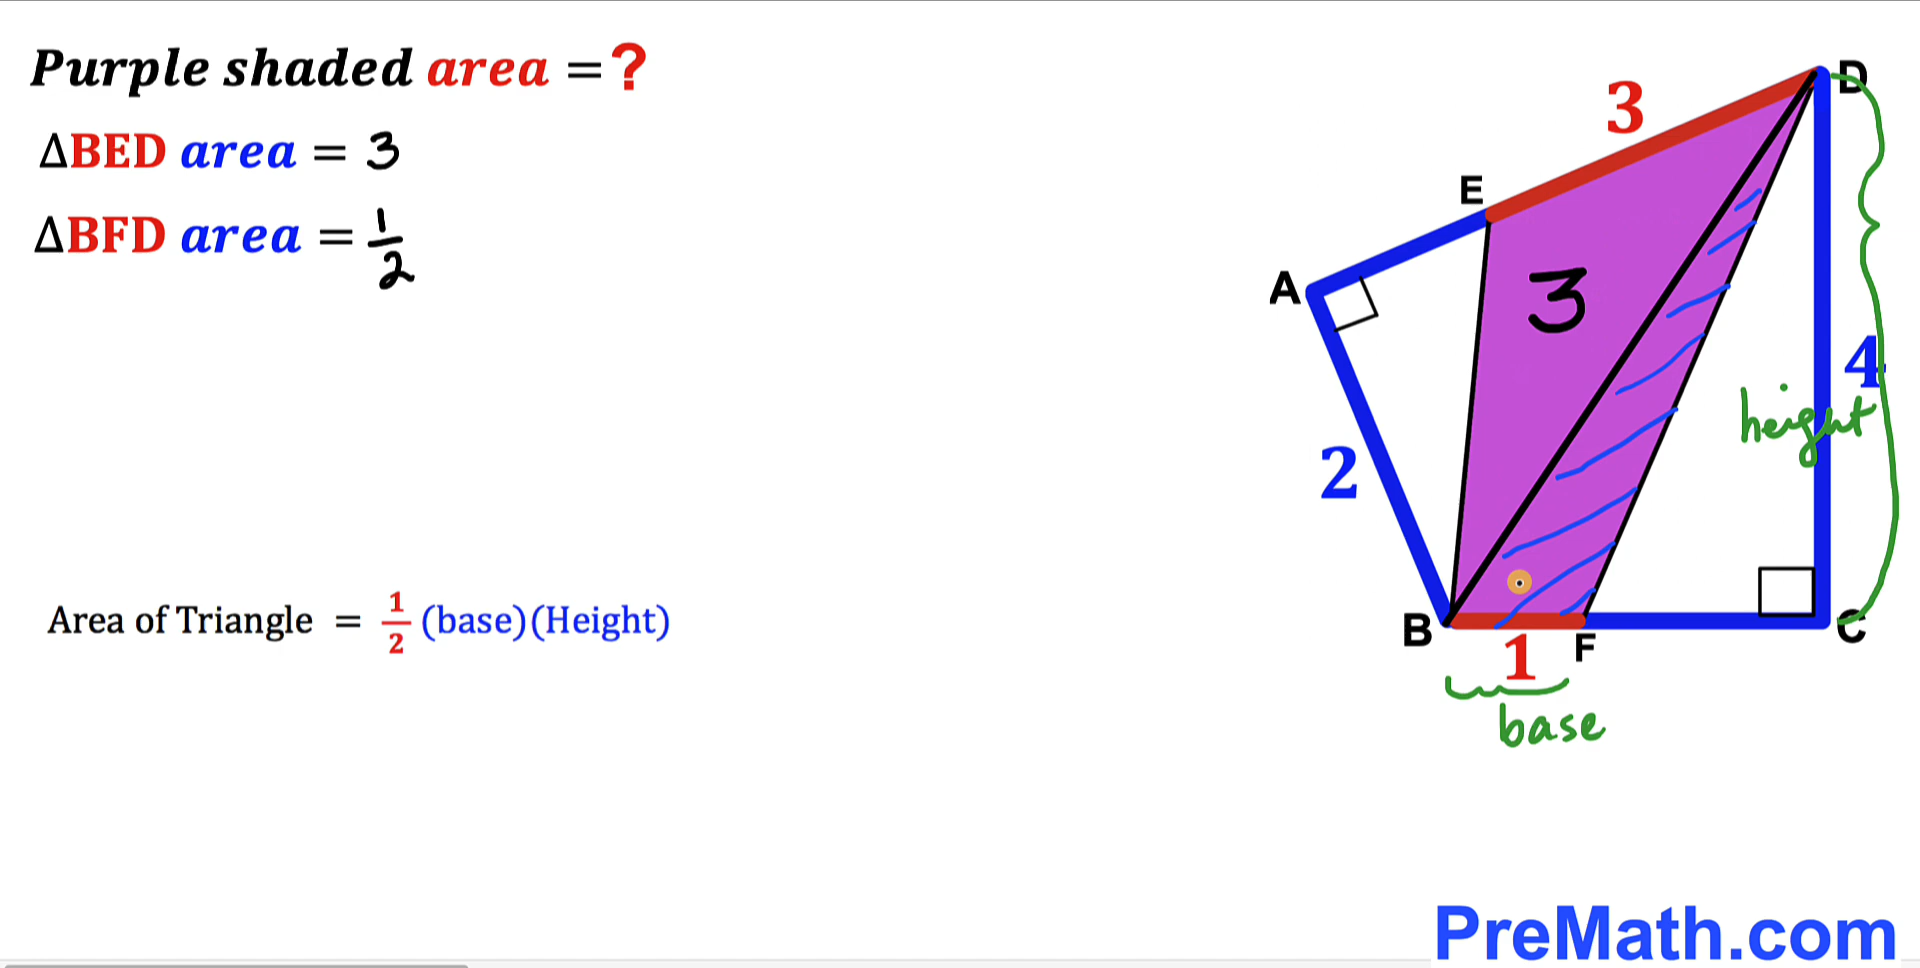 Purple shaded area = ?
ΔBED area = 3
ΔBFD area = 1/2
Area of Triangle = 1/2 (base)(Height)
D
3
E
A
3
4
height
2
B
1
F
C
base
PreMath.com